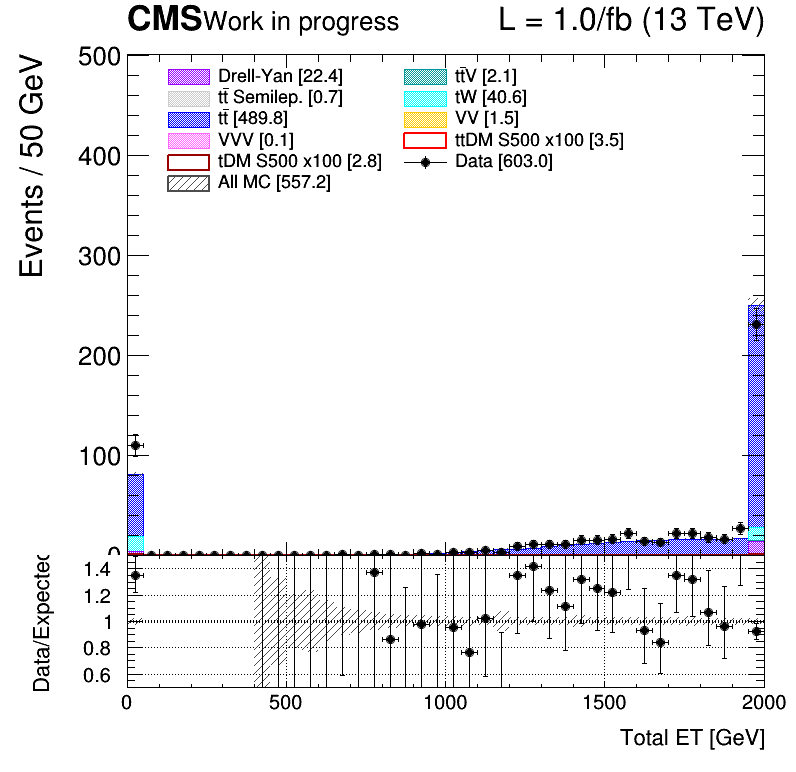 CMS Work in progress L = 1.0/fb (13 TeV)
Events / 50 GeV
500
400
300
200
100
0
Drell-Yan [22.4] tt̄V [2.1]
tt̄ Semilep. [0.7] tW [40.6]
tt̄ [489.8] VV [1.5]
VVV [0.1] ttDM S500 x100 [3.5]
tDM S500 x100 [2.8] Data [603.0]
All MC [557.2]
Data/Expected
1.4
1.2
1
0.8
0.6
0 500 1000 1500 2000
Total ET [GeV]